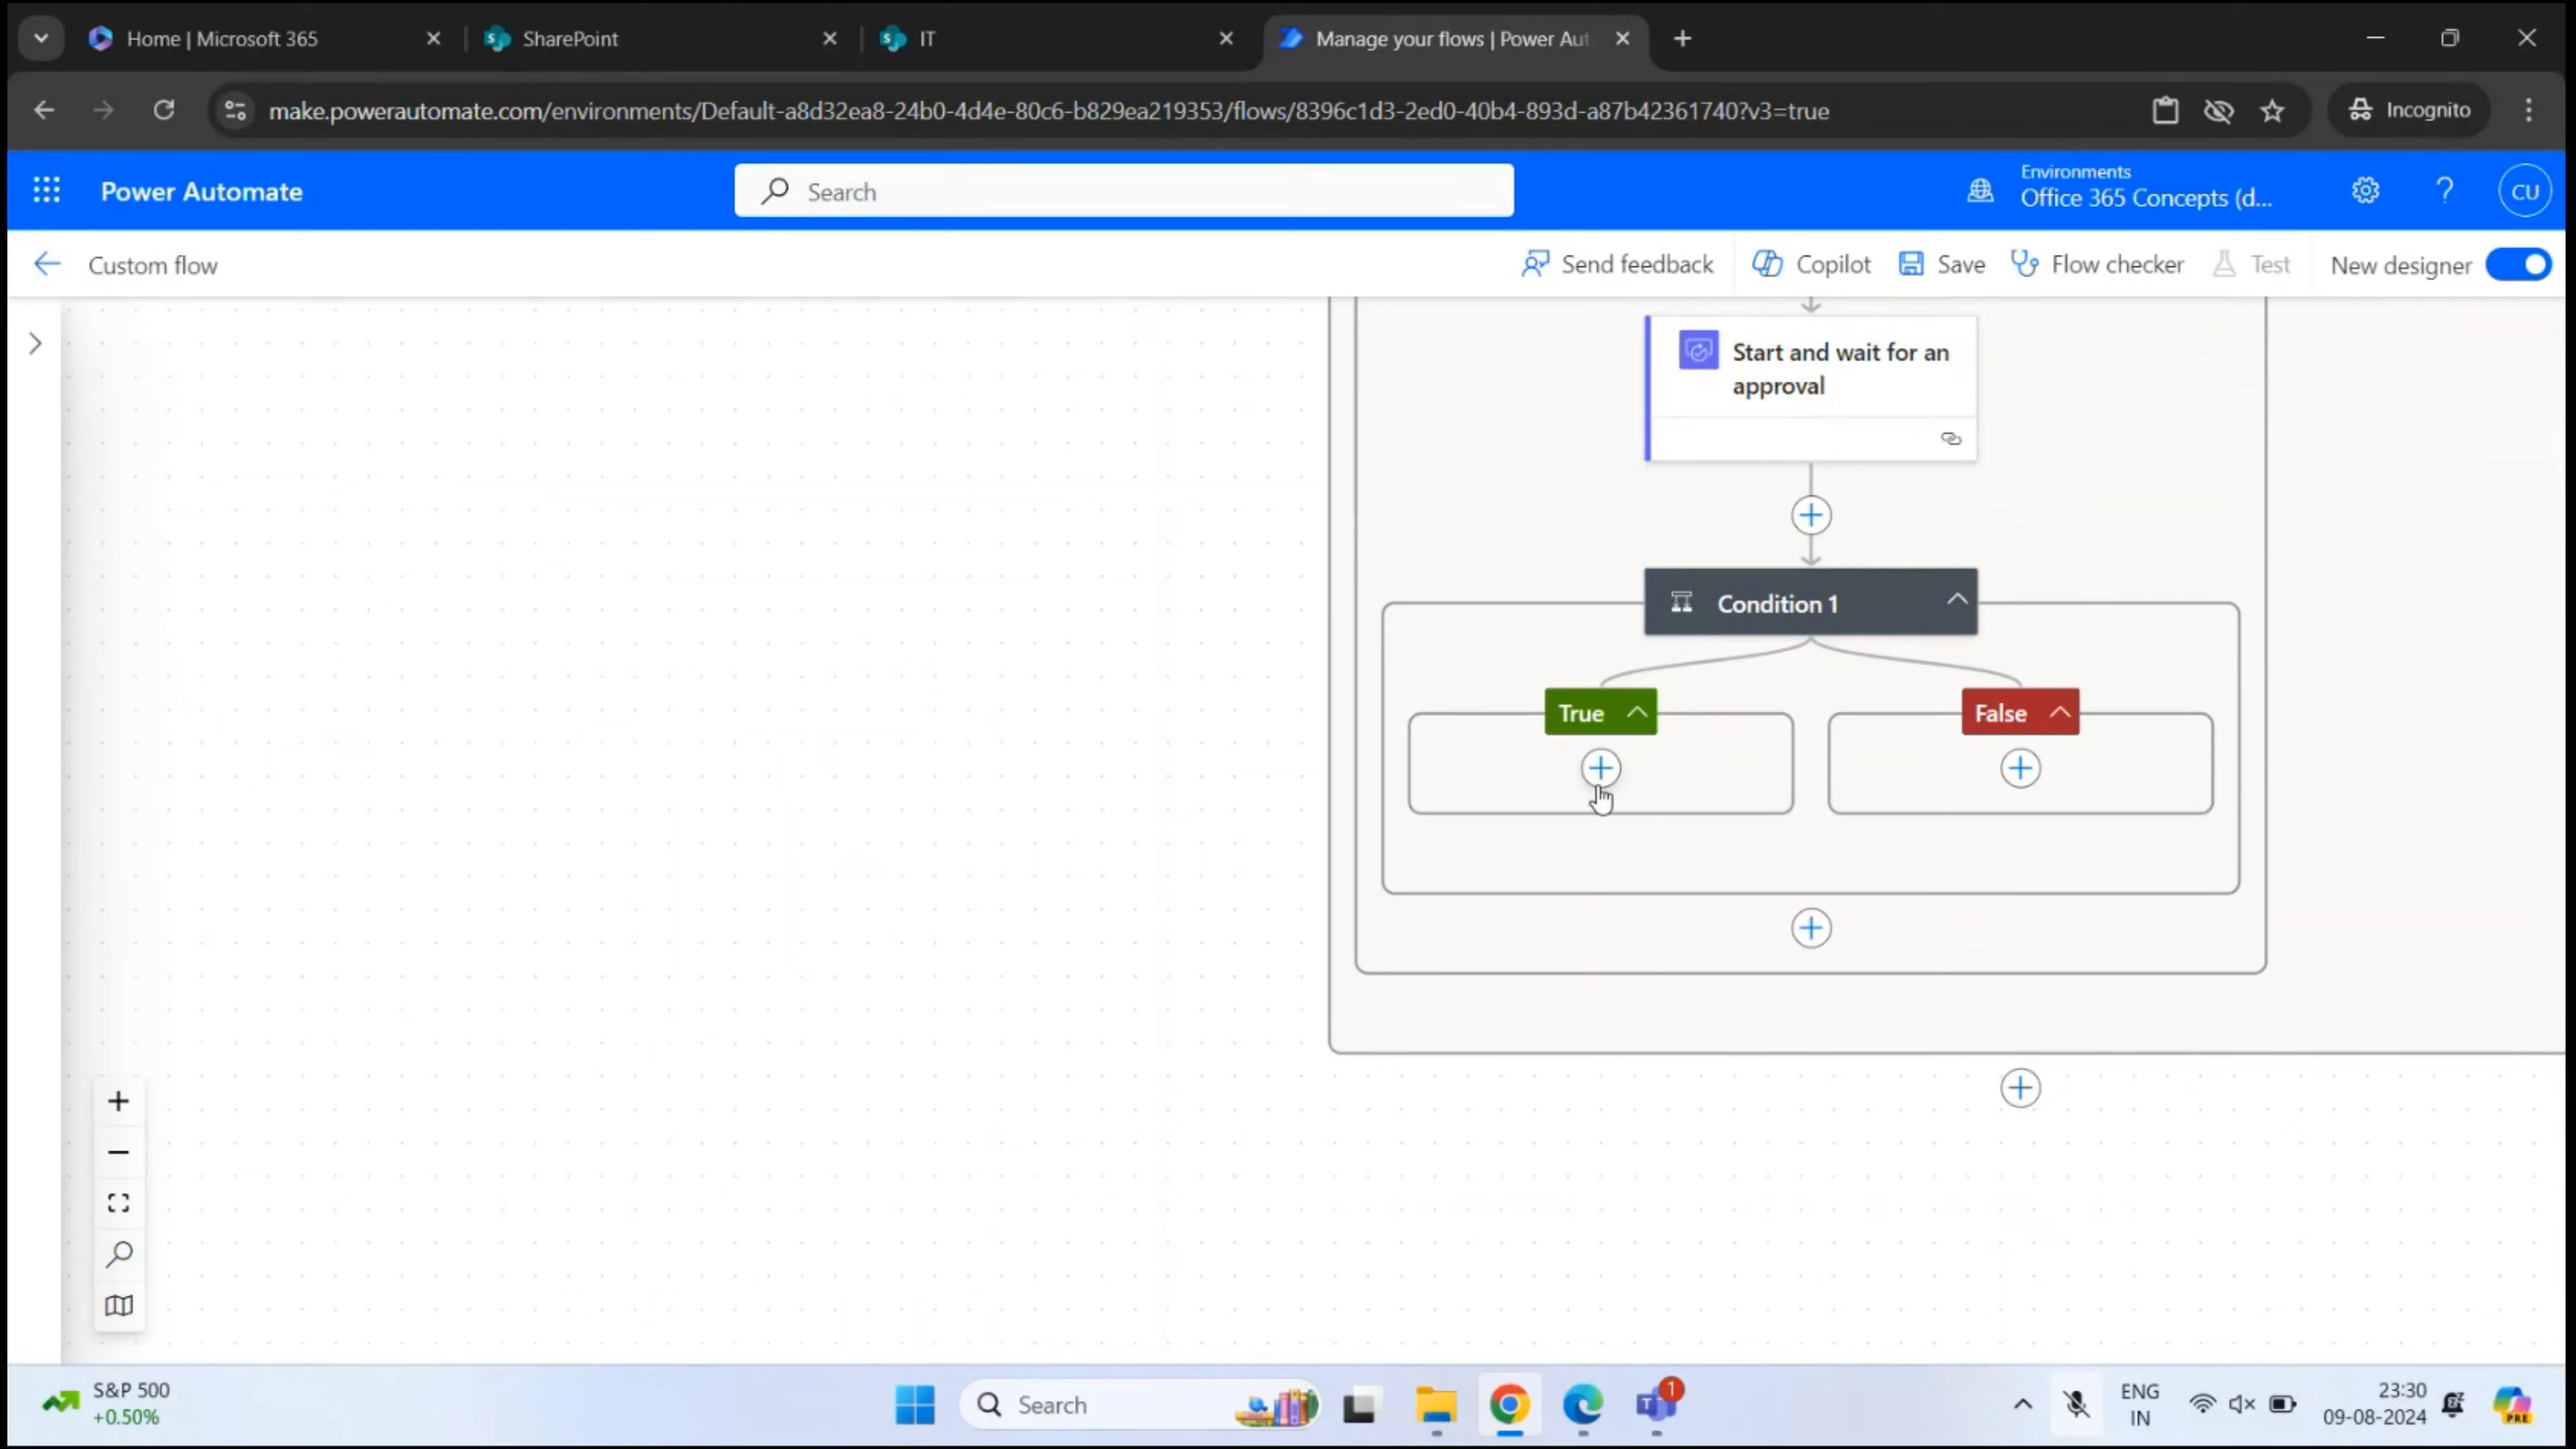 Home | Microsoft 365
SharePoint
IT
Manage your flows | Power Aut
make.powerautomate.com/environments/Default-a8d32ea8-24b0-4d4e-80c6-b829ea219353/flows/8396c1d3-2ed0-40b4-893d-a87b42361740?v3=true
Incognito
Power Automate
Search
Environments
Office 365 Concepts (d...
CU
Custom flow
Send feedback
Copilot
Save
Flow checker
Test
New designer
Start and wait for an
approval
Condition 1
True
False
S&P 500
+0.50%
Search
1
ENG
IN
23:30
09-08-2024
PRE